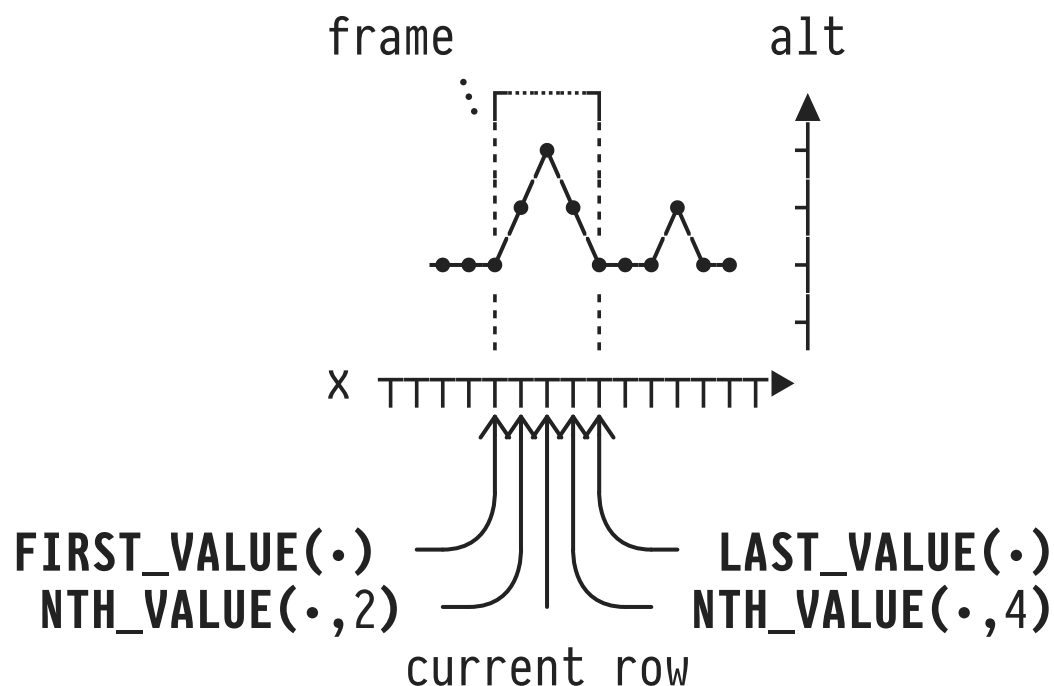 frame
alt
x
FIRST_VALUE(·)
LAST_VALUE(·)
NTH_VALUE(·,2)
NTH_VALUE(·,4)
current row